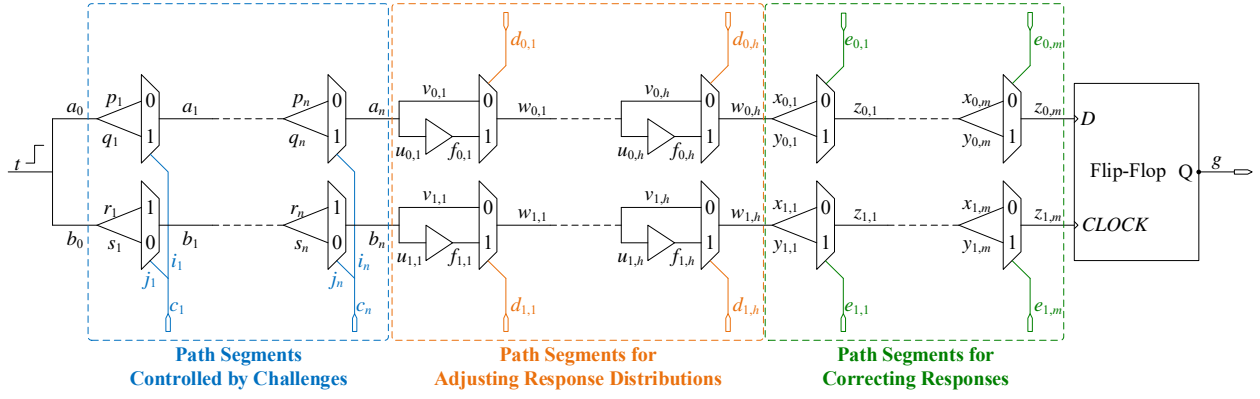 d0,1
d0,h
e0,1
e0,m
a0
p1
0
a1
pn
0
an
v0,1
0
w0,1
v0,h
0
w0,h
x0,1
0
z0,1
x0,m
0
z0,m
D
q1
1
qn
1
u0,1
f0,1
1
u0,h
f0,h
1
y0,1
1
y0,m
1
t
Flip-Flop
Q
g
b0
r1
1
b1
rn
1
bn
v1,1
0
w1,1
v1,h
0
w1,h
x1,1
0
z1,1
x1,m
0
z1,m
CLOCK
s1
0
sn
0
u1,1
f1,1
1
u1,h
f1,h
1
y1,1
1
y1,m
1
j1
i1
jn
in
c1
cn
d1,1
d1,h
e1,1
e1,m
Path Segments
Controlled by Challenges
Path Segments for
Adjusting Response Distributions
Path Segments for
Correcting Responses